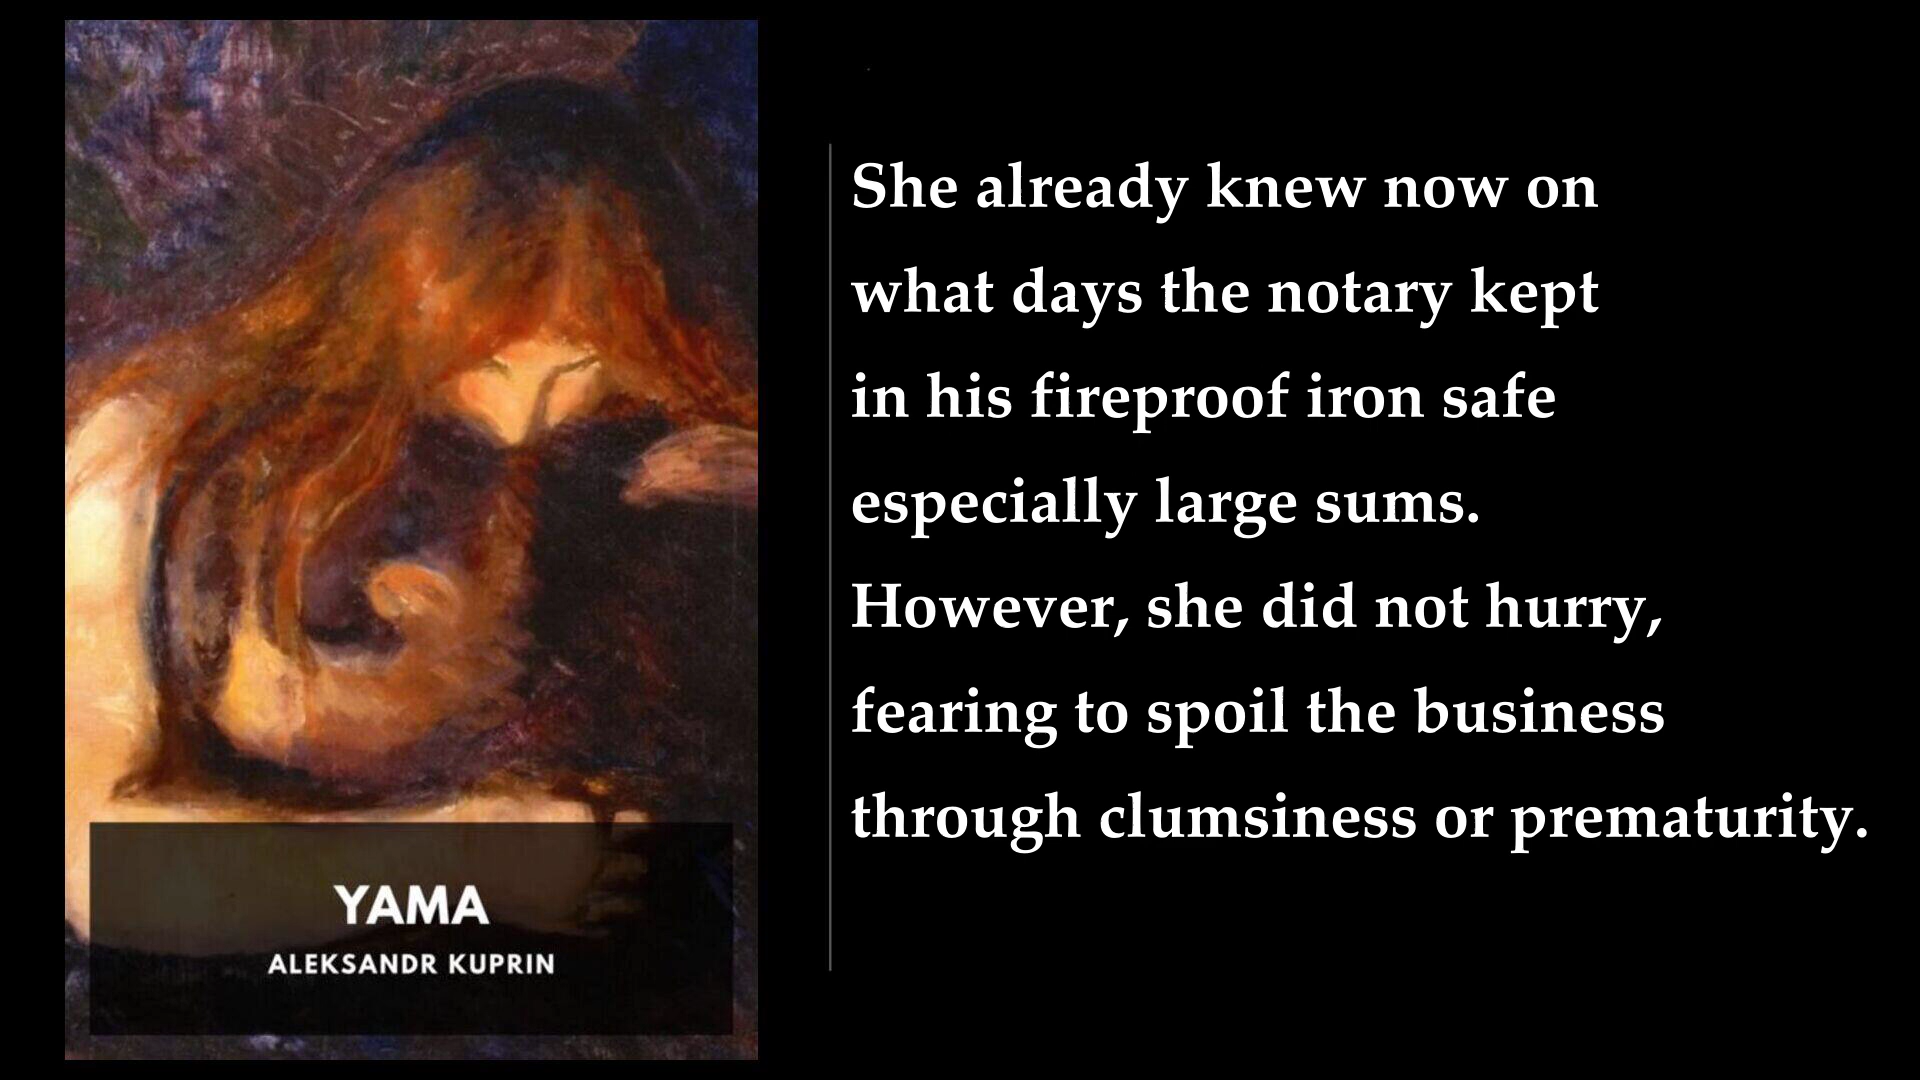 YAMA
ALEKSANDR KUPRIN
She already knew now on
what days the notary kept
in his fireproof iron safe
especially large sums.
However, she did not hurry,
fearing to spoil the business
through clumsiness or prematurity.